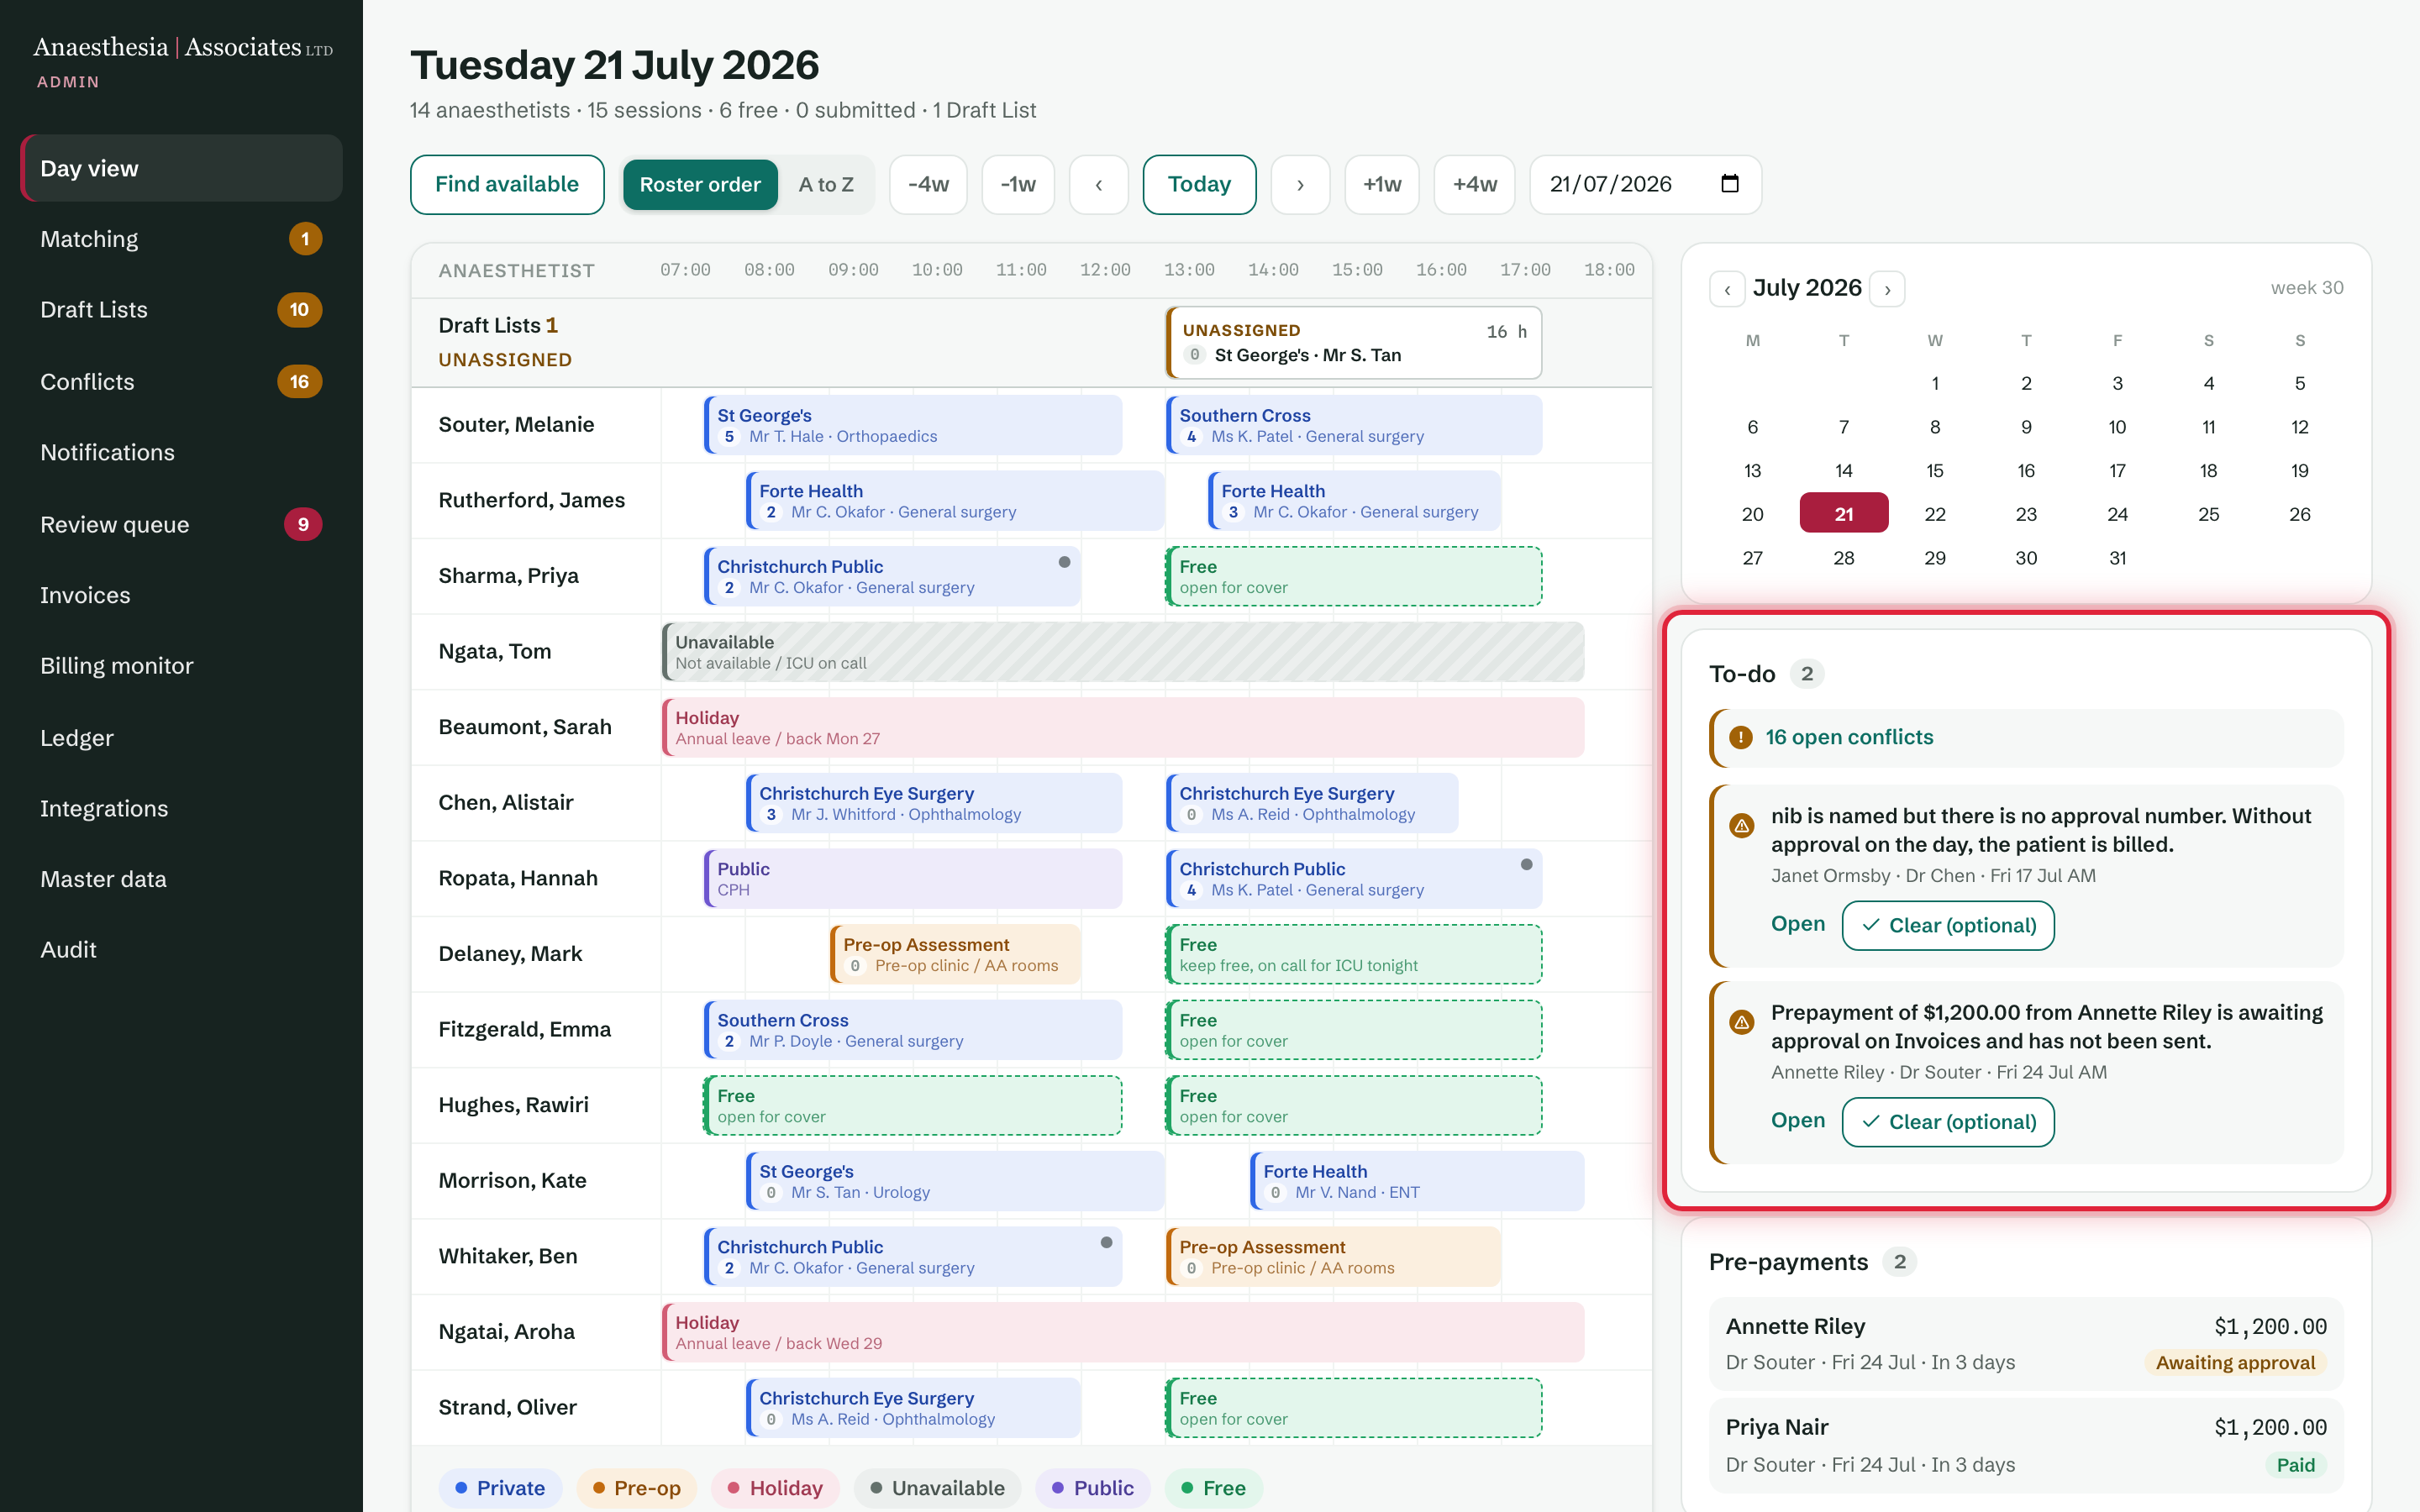 Anaesthesia | Associates LTD
ADMIN
Day view
Matching 1
Draft Lists 10
Conflicts 16
Notifications
Review queue 9
Invoices
Billing monitor
Ledger
Integrations
Master data
Audit
Tuesday 21 July 2026
14 anaesthetists · 15 sessions · 6 free · 0 submitted · 1 Draft List
Find available Roster order A to Z -4w -1w ‹ Today › +1w +4w 21/07/2026
ANAESTHETIST 07:00 08:00 09:00 10:00 11:00 12:00 13:00 14:00 15:00 16:00 17:00 18:00
Draft Lists 1
UNASSIGNED
UNASSIGNED 16 h
0 St George's · Mr S. Tan
Souter, Melanie
St George's
5 Mr T. Hale · Orthopaedics
Southern Cross
4 Ms K. Patel · General surgery
Rutherford, James
Forte Health
2 Mr C. Okafor · General surgery
Forte Health
3 Mr C. Okafor · General surgery
Sharma, Priya
Christchurch Public
2 Mr C. Okafor · General surgery
Free
open for cover
Ngata, Tom
Unavailable
Not available / ICU on call
Beaumont, Sarah
Holiday
Annual leave / back Mon 27
Chen, Alistair
Christchurch Eye Surgery
3 Mr J. Whitford · Ophthalmology
Christchurch Eye Surgery
0 Ms A. Reid · Ophthalmology
Ropata, Hannah
Public
CPH
Christchurch Public
4 Ms K. Patel · General surgery
Delaney, Mark
Pre-op Assessment
0 Pre-op clinic / AA rooms
Free
keep free, on call for ICU tonight
Fitzgerald, Emma
Southern Cross
2 Mr P. Doyle · General surgery
Free
open for cover
Hughes, Rawiri
Free
open for cover
Free
open for cover
Morrison, Kate
St George's
0 Mr S. Tan · Urology
Forte Health
0 Mr V. Nand · ENT
Whitaker, Ben
Christchurch Public
2 Mr C. Okafor · General surgery
Pre-op Assessment
0 Pre-op clinic / AA rooms
Ngatai, Aroha
Holiday
Annual leave / back Wed 29
Strand, Oliver
Christchurch Eye Surgery
0 Ms A. Reid · Ophthalmology
Free
open for cover
Private Pre-op Holiday Unavailable Public Free
‹ July 2026 › week 30
M T W T F S S
1 2 3 4 5
6 7 8 9 10 11 12
13 14 15 16 17 18 19
20 21 22 23 24 25 26
27 28 29 30 31
To-do 2
16 open conflicts
nib is named but there is no approval number. Without
approval on the day, the patient is billed.
Janet Ormsby · Dr Chen · Fri 17 Jul AM
Open ✓ Clear (optional)
Prepayment of $1,200.00 from Annette Riley is awaiting
approval on Invoices and has not been sent.
Annette Riley · Dr Souter · Fri 24 Jul AM
Open ✓ Clear (optional)
Pre-payments 2
Annette Riley $1,200.00
Dr Souter · Fri 24 Jul · In 3 days Awaiting approval
Priya Nair $1,200.00
Dr Souter · Fri 24 Jul · In 3 days Paid